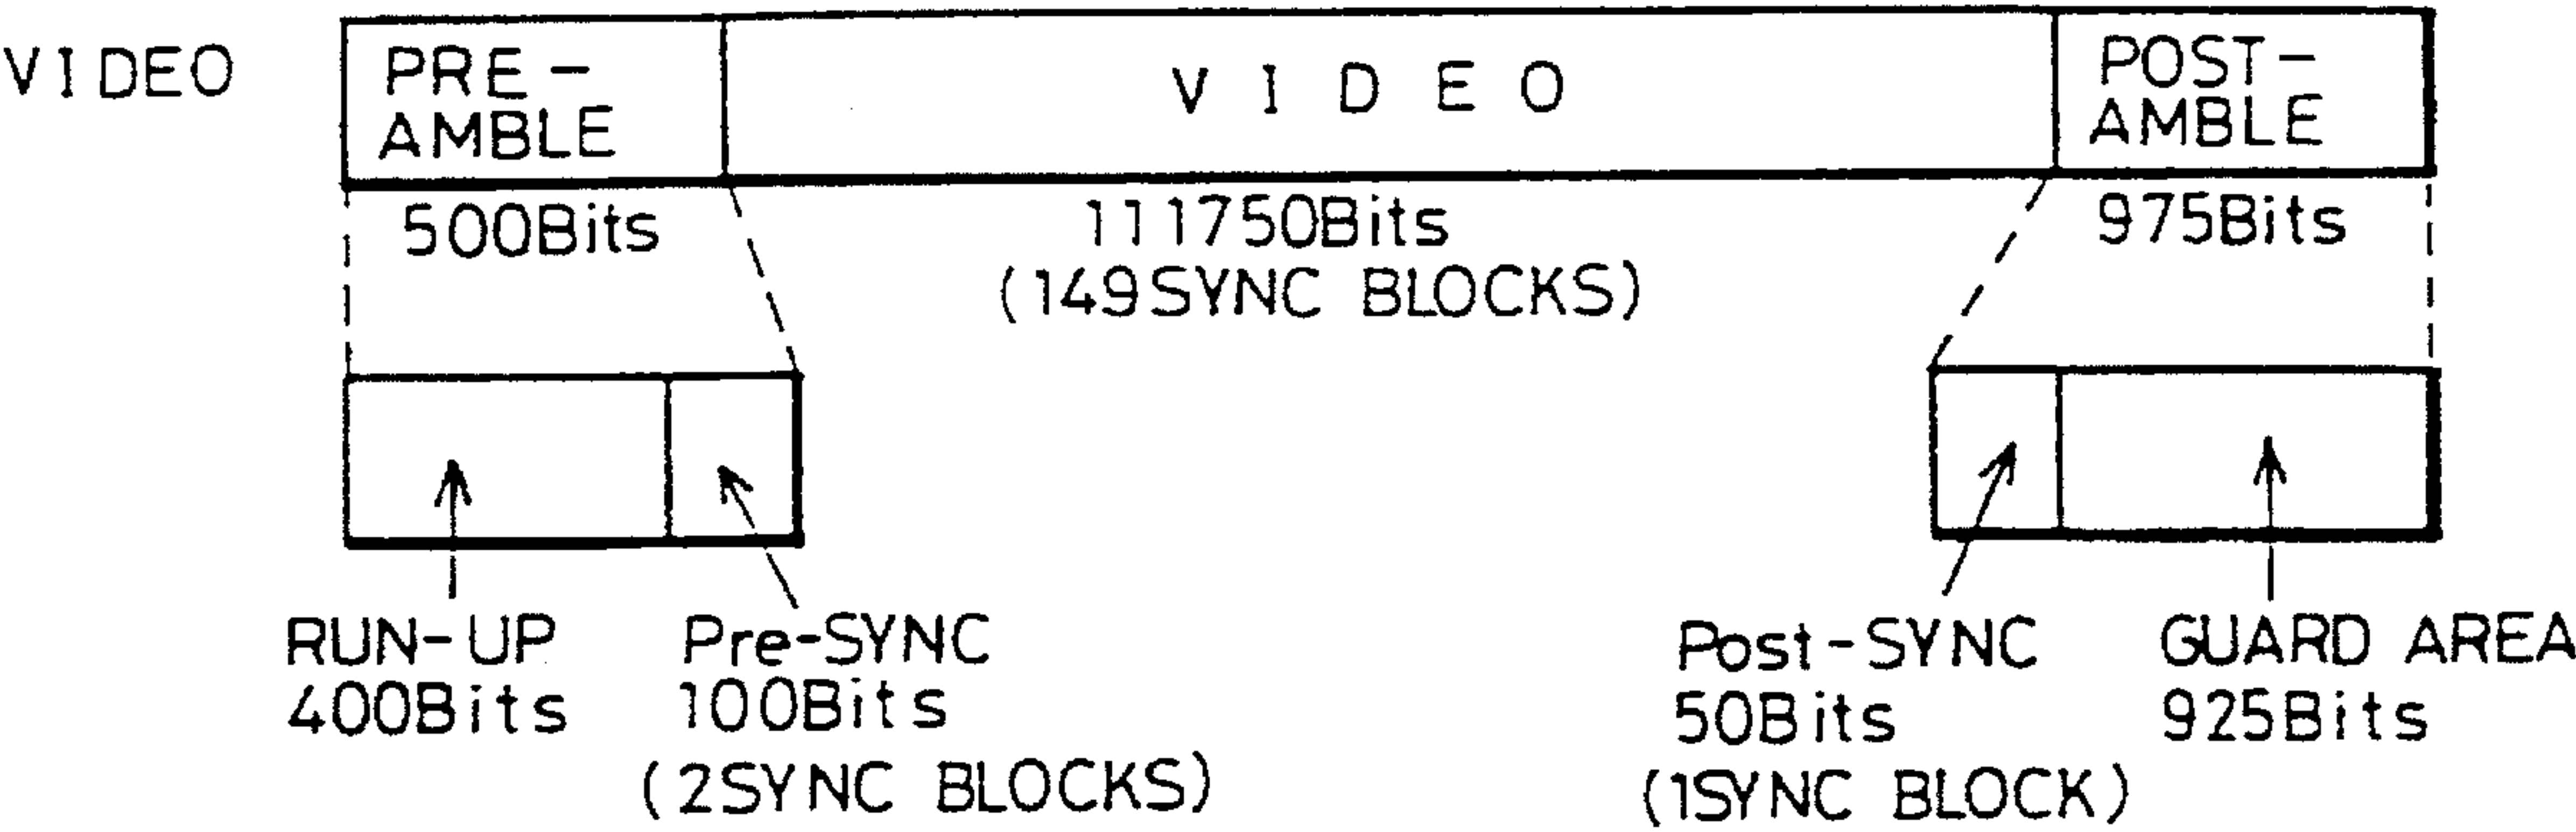 VIDEO
PRE-
AMBLE
VIDEO
POST-
AMBLE
500Bits
111750Bits
(149SYNC BLOCKS)
975Bits
RUN-UP
400Bits
Pre-SYNC
100Bits
(2SYNC BLOCKS)
Post-SYNC
50Bits
(1SYNC BLOCK)
GUARD AREA
925Bits